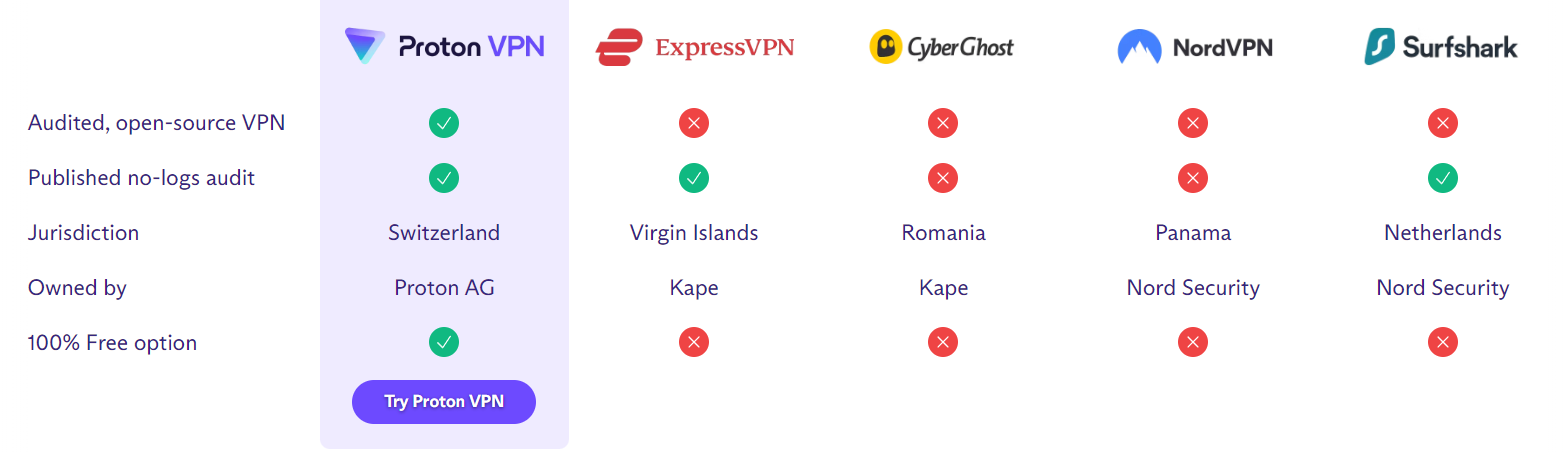 Proton VPN ExpressVPN CyberGhost NordVPN Surfshark
Audited, open-source VPN
Published no-logs audit
Jurisdiction Switzerland Virgin Islands Romania Panama Netherlands
Owned by Proton AG Kape Kape Nord Security Nord Security
100% Free option
Try Proton VPN